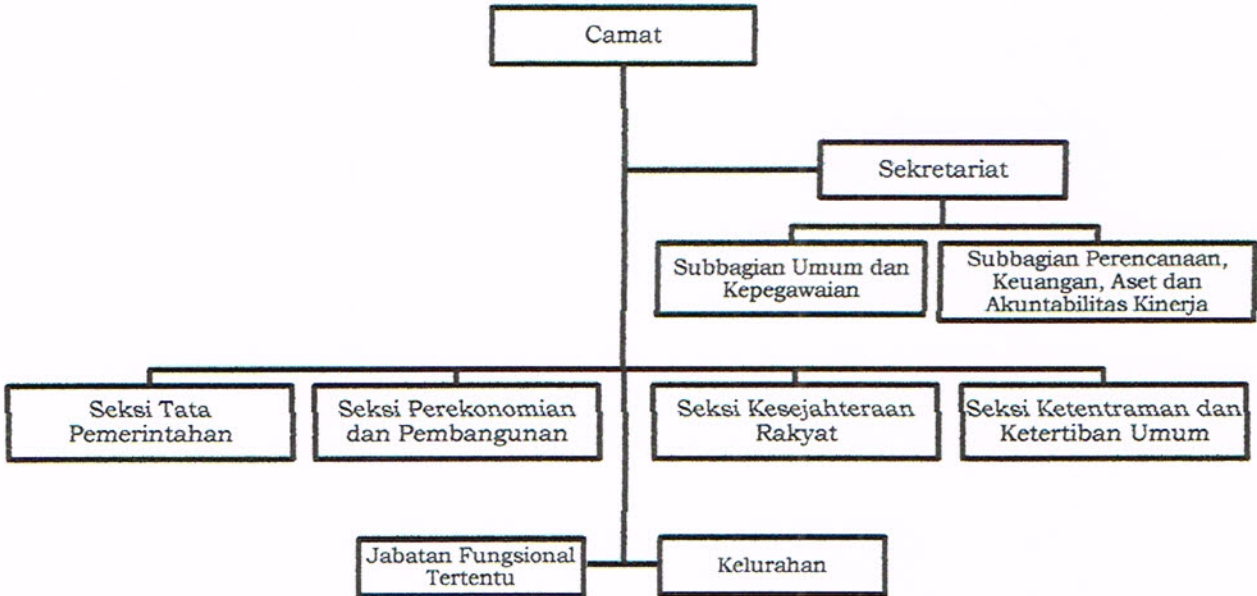 Camat
Sekretariat
Subbagian Umum dan
Kepegawaian
Subbagian Perencanaan,
Keuangan, Aset dan
Akuntabilitas Kinerja
Seksi Tata
Pemerintahan
Seksi Perekonomian
dan Pembangunan
Seksi Kesejahteraan
Rakyat
Seksi Ketentraman dan
Ketertiban Umum
Jabatan Fungsional
Tertentu
Kelurahan